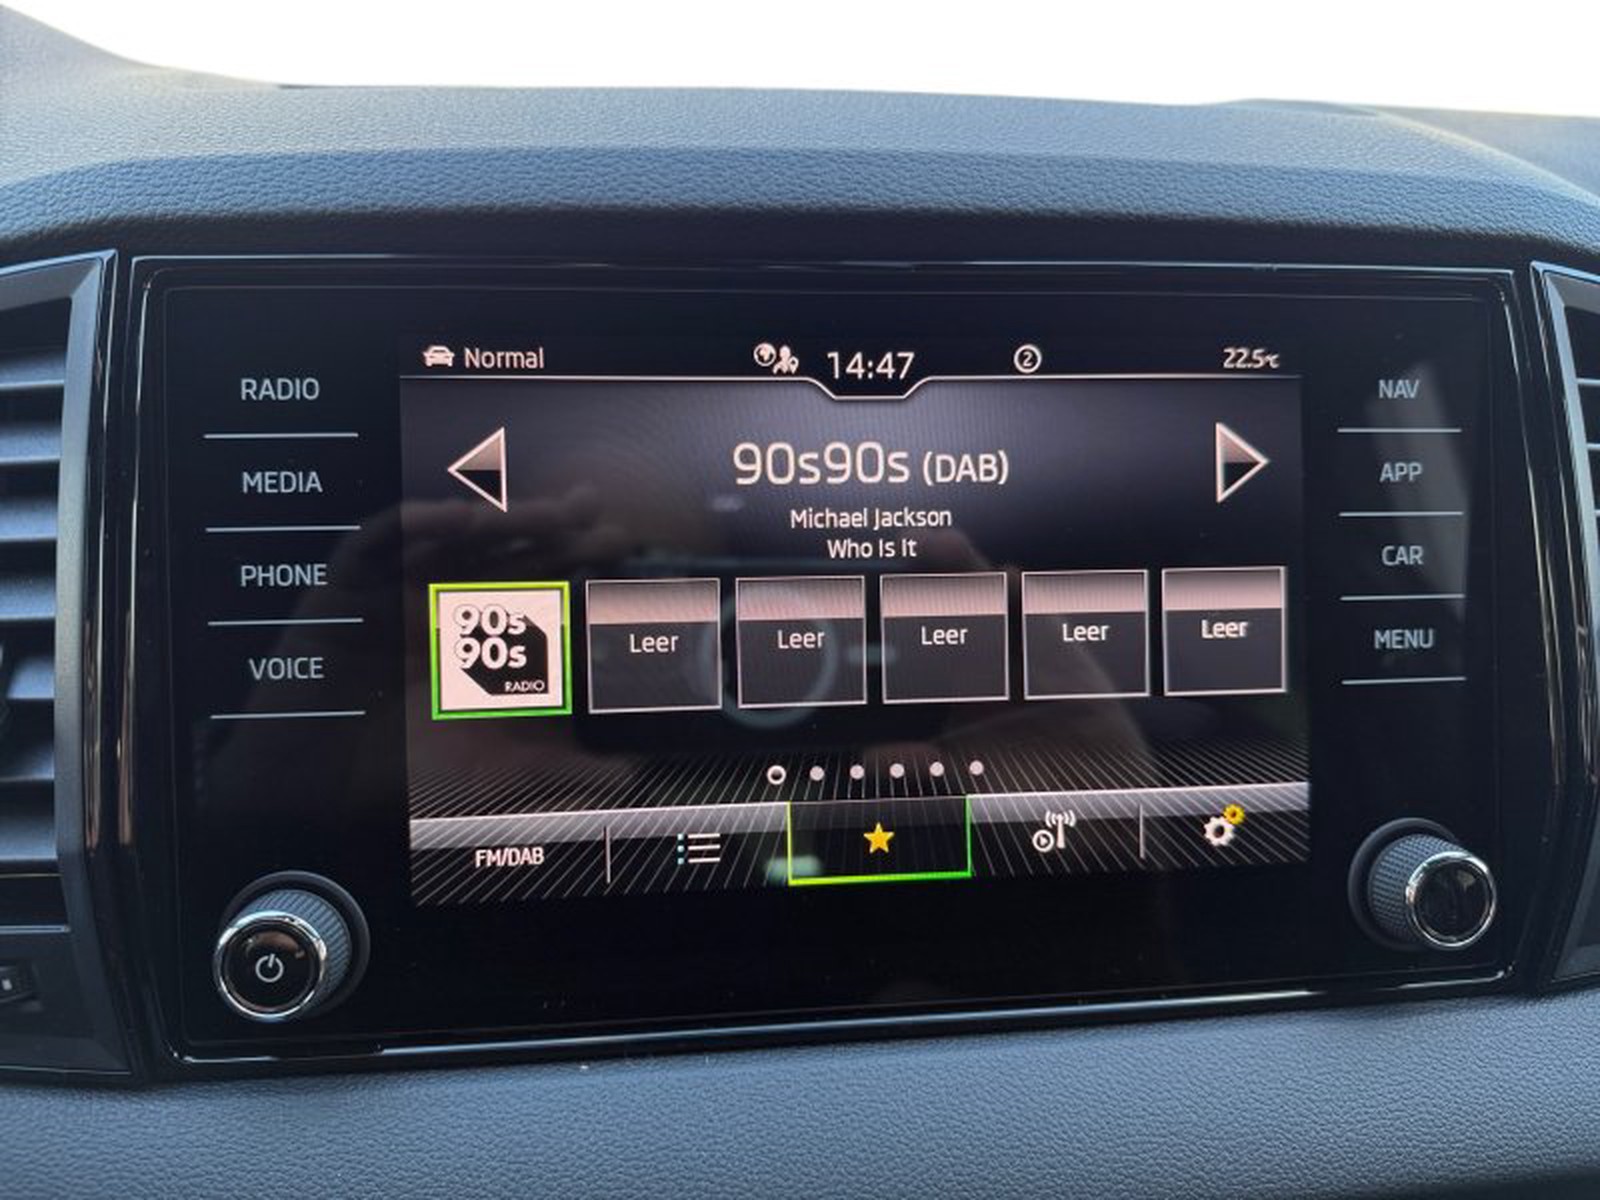 Normal
14:47
2
22.5°C
RADIO
MEDIA
PHONE
VOICE
NAV
APP
CAR
MENU
90s90s (DAB)
Michael Jackson
Who Is It
90s
90s
RADIO
Leer
Leer
Leer
Leer
Leer
FM/DAB